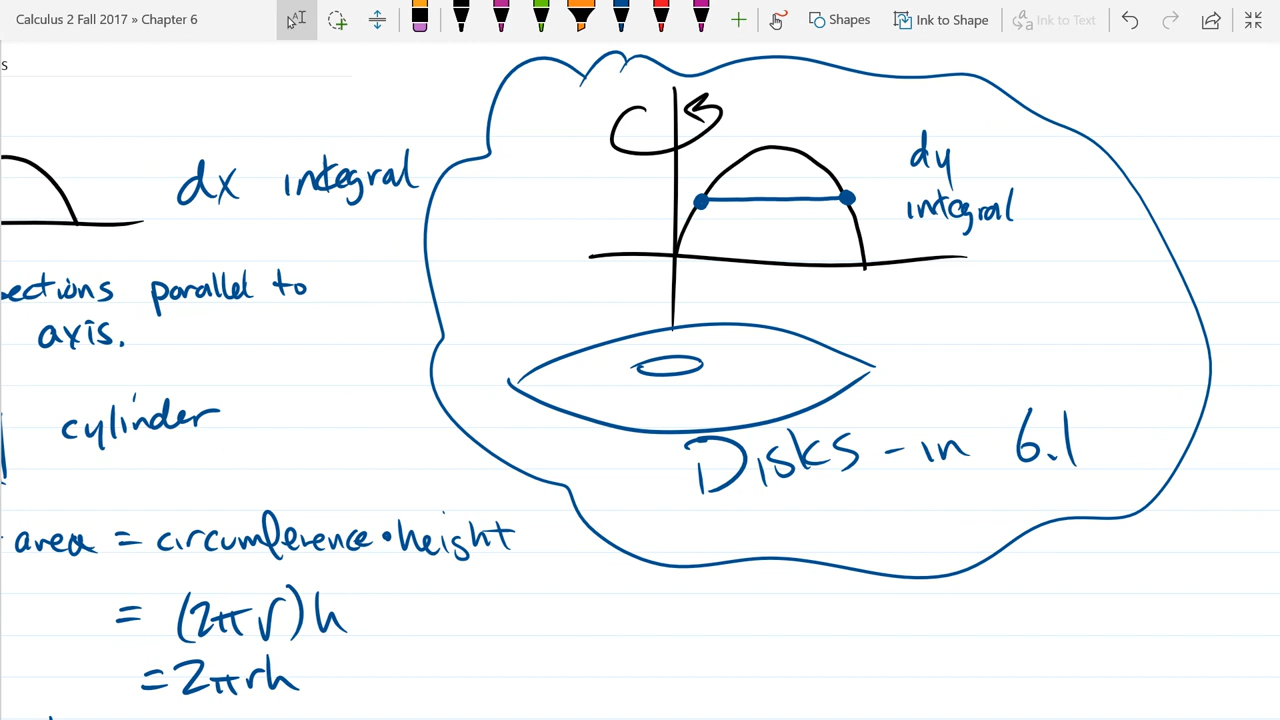 Calculus 2 Fall 2017 » Chapter 6
Shapes
Ink to Shape
Ink to Text
s
dx integral
dy
integral
ections parallel to
axis.
cylinder
Disks - in 6.1
area = circumference • height
= (2πr)h
= 2πrh